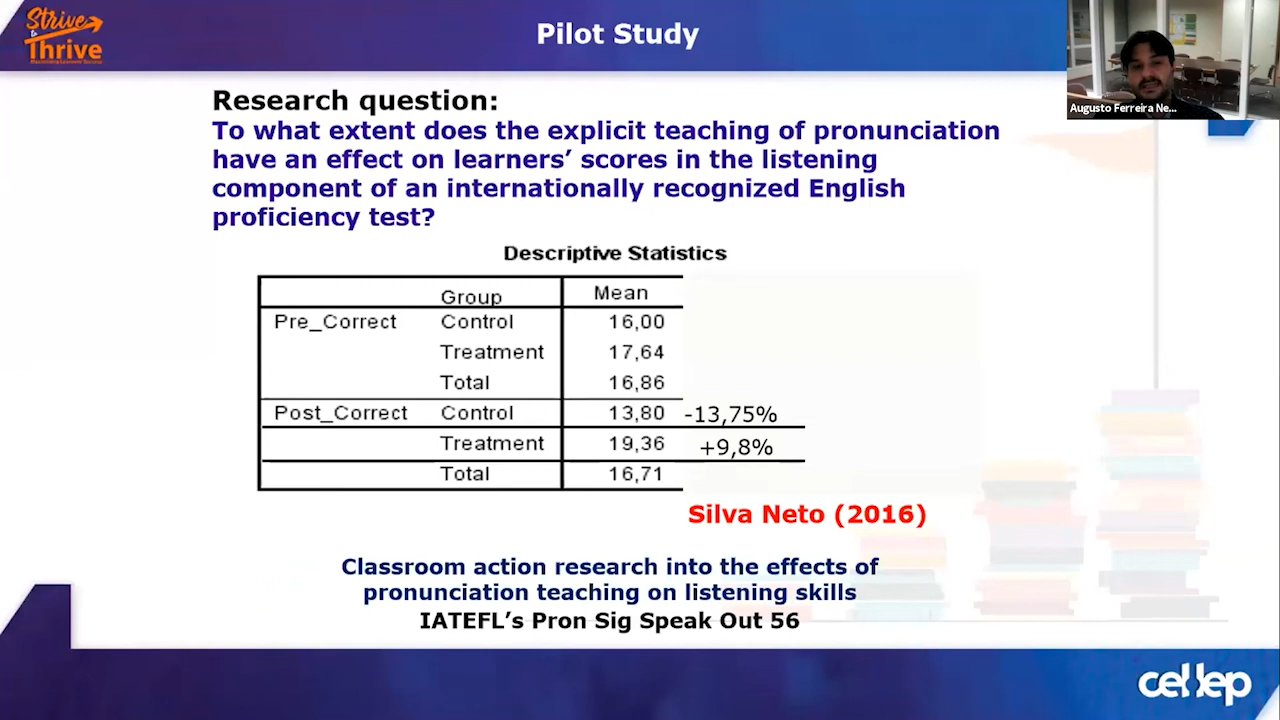 Strive
to
Thrive
Pilot Study
Augusto Ferreira Ne...
Research question:
To what extent does the explicit teaching of pronunciation
have an effect on learners’ scores in the listening
component of an internationally recognized English
proficiency test?
Descriptive Statistics
Group Mean
Pre_Correct Control 16,00
Treatment 17,64
Total 16,86
Post_Correct Control 13,80 -13,75%
Treatment 19,36 +9,8%
Total 16,71
Silva Neto (2016)
Classroom action research into the effects of
pronunciation teaching on listening skills
IATEFL’s Pron Sig Speak Out 56
cellep